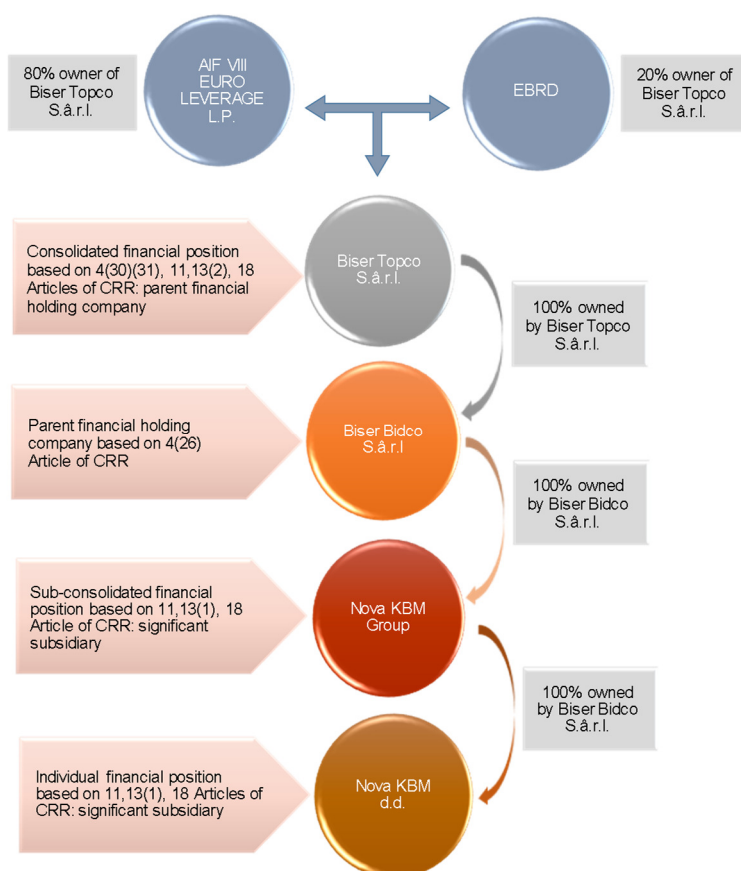 80% owner of
Biser Topco
S.â.r.l.
AIF VIII
EURO
LEVERAGE
L.P.
EBRD
20% owner of
Biser Topco
S.â.r.l.
Consolidated financial position
based on 4(30)(31), 11,13(2), 18
Articles of CRR: parent financial
holding company
Biser Topco
S.â.r.l.
100% owned
by Biser Topco
S.â.r.l.
Parent financial holding
company based on 4(26)
Article of CRR
Biser Bidco
S.â.r.l
100% owned
by Biser Bidco
S.â.r.l.
Sub-consolidated financial
position based on 11,13(1), 18
Article of CRR: significant
subsidiary
Nova KBM
Group
100% owned
by Biser Bidco
S.â.r.l.
Individual financial position
based on 11,13(1), 18 Articles of
CRR: significant subsidiary
Nova KBM
d.d.